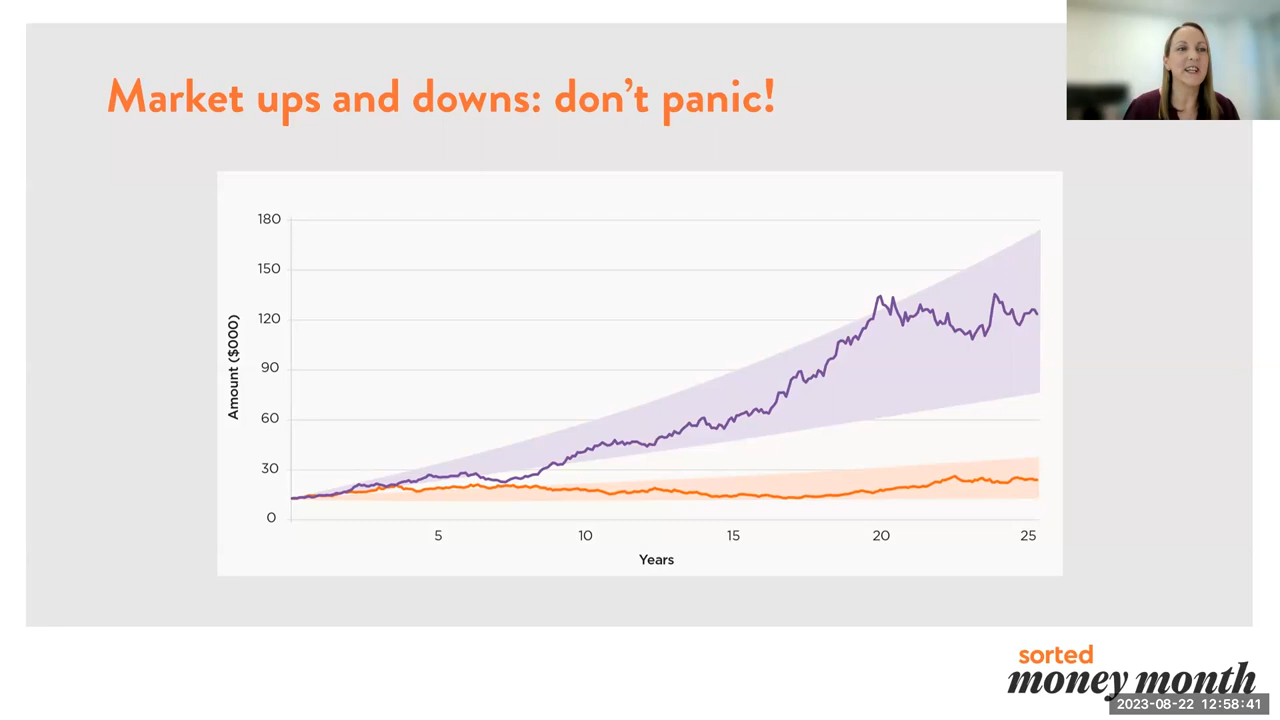 Market ups and downs: don't panic!
180
150
120
90
60
30
0
Amount ($000)
5 10 15 20 25
Years
sorted
money month
2023-08-22 12:58:41